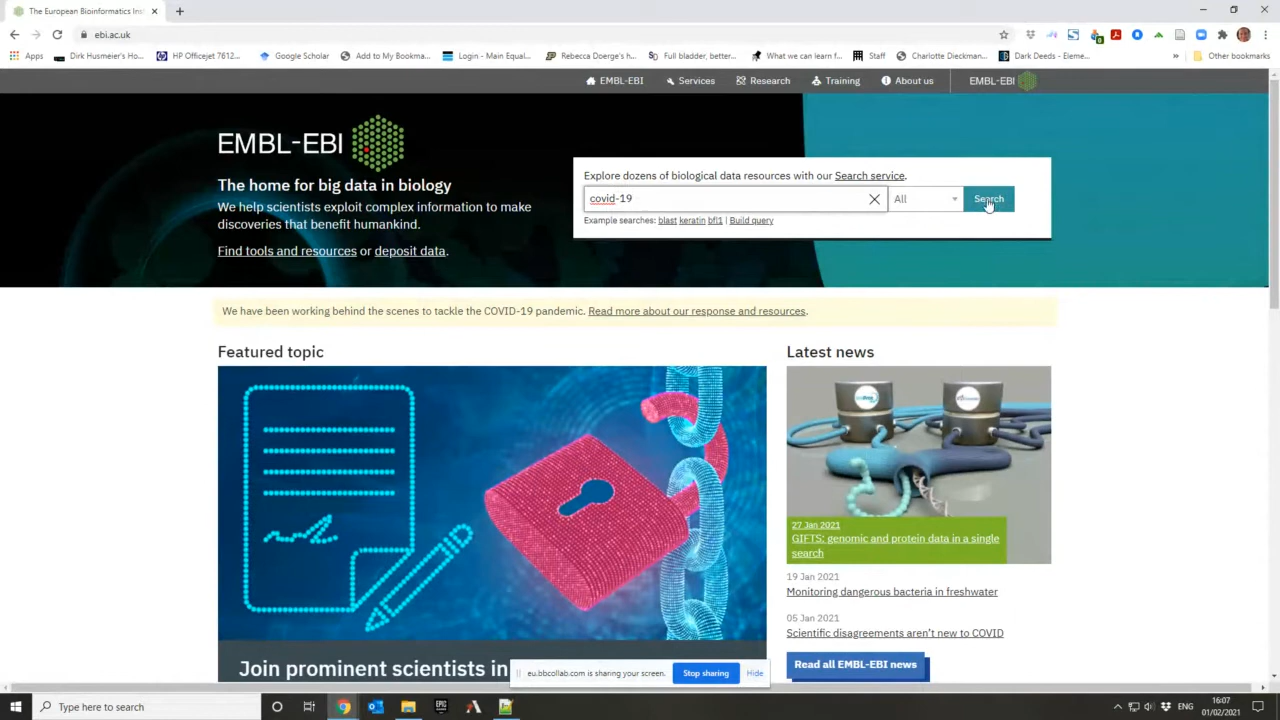 The European Bioinformatics Ins
ebi.ac.uk
Apps
Dirk Husmeier's Ho...
HP Officejet 7612...
Google Scholar
Add to My Bookma...
Login - Main Equal...
Rebecca Doerge's h...
Full bladder, better...
What we can learn f...
Staff
Charlotte Dieckman...
Dark Deeds - Eleme...
»
Other bookmarks
EMBL-EBI
Services
Research
Training
About us
EMBL-EBI
EMBL-EBI
The home for big data in biology
We help scientists exploit complex information to make
discoveries that benefit humankind.
Find tools and resources or deposit data.
Explore dozens of biological data resources with our Search service.
covid-19
All
Search
Example searches: blast keratin bfl1 | Build query
We have been working behind the scenes to tackle the COVID-19 pandemic. Read more about our response and resources.
Featured topic
Join prominent scientists in
Latest news
27 Jan 2021
GIFTS: genomic and protein data in a single
search
19 Jan 2021
Monitoring dangerous bacteria in freshwater
05 Jan 2021
Scientific disagreements aren't new to COVID
Read all EMBL-EBI news
eu.bbcollab.com is sharing your screen.
Stop sharing
Hide
Type here to search
EPIC
ENG
16:07
01/02/2021